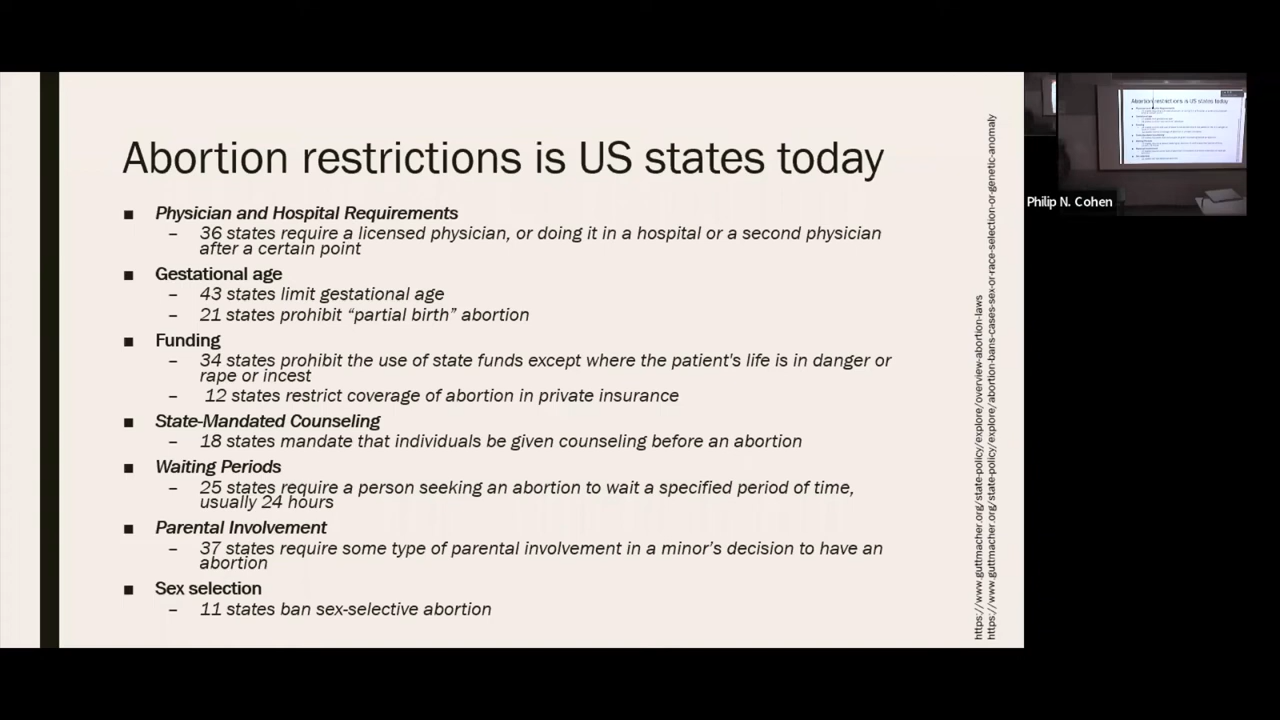 Abortion restrictions is US states today
■ Physician and Hospital Requirements
– 36 states require a licensed physician, or doing it in a hospital or a second physician
after a certain point
■ Gestational age
– 43 states limit gestational age
– 21 states prohibit “partial birth” abortion
■ Funding
– 34 states prohibit the use of state funds except where the patient's life is in danger or
rape or incest
– 12 states restrict coverage of abortion in private insurance
■ State-Mandated Counseling
– 18 states mandate that individuals be given counseling before an abortion
■ Waiting Periods
– 25 states require a person seeking an abortion to wait a specified period of time,
usually 24 hours
■ Parental Involvement
– 37 states require some type of parental involvement in a minor’s decision to have an
abortion
■ Sex selection
– 11 states ban sex-selective abortion
https://www.guttmacher.org/state-policy/explore/overview-abortion-laws
https://www.guttmacher.org/state-policy/explore/abortion-bans-cases-sex-or-race-selection-or-genetic-anomaly
Abortion restrictions is US states today
Philip N. Cohen